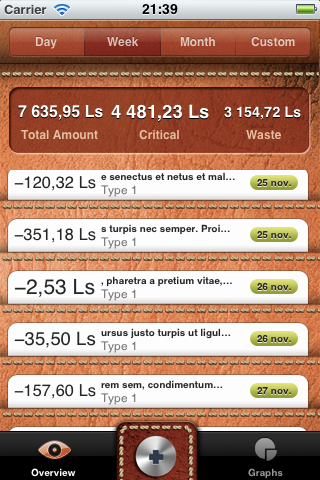 Carrier 21:39
Day Week Month Custom
7 635,95 Ls 4 481,23 Ls 3 154,72 Ls
Total Amount Critical Waste
−120,32 Ls e senectus et netus et mal… 25 nov.
Type 1
−351,18 Ls s turpis nec semper. Proi… 25 nov.
Type 1
−2,53 Ls , pharetra a pretium vitae,… 26 nov.
Type 1
−35,50 Ls ursus justo turpis ut ligul… 26 nov.
Type 1
−157,60 Ls rem sem, condimentum… 27 nov.
Type 1
Overview Graphs